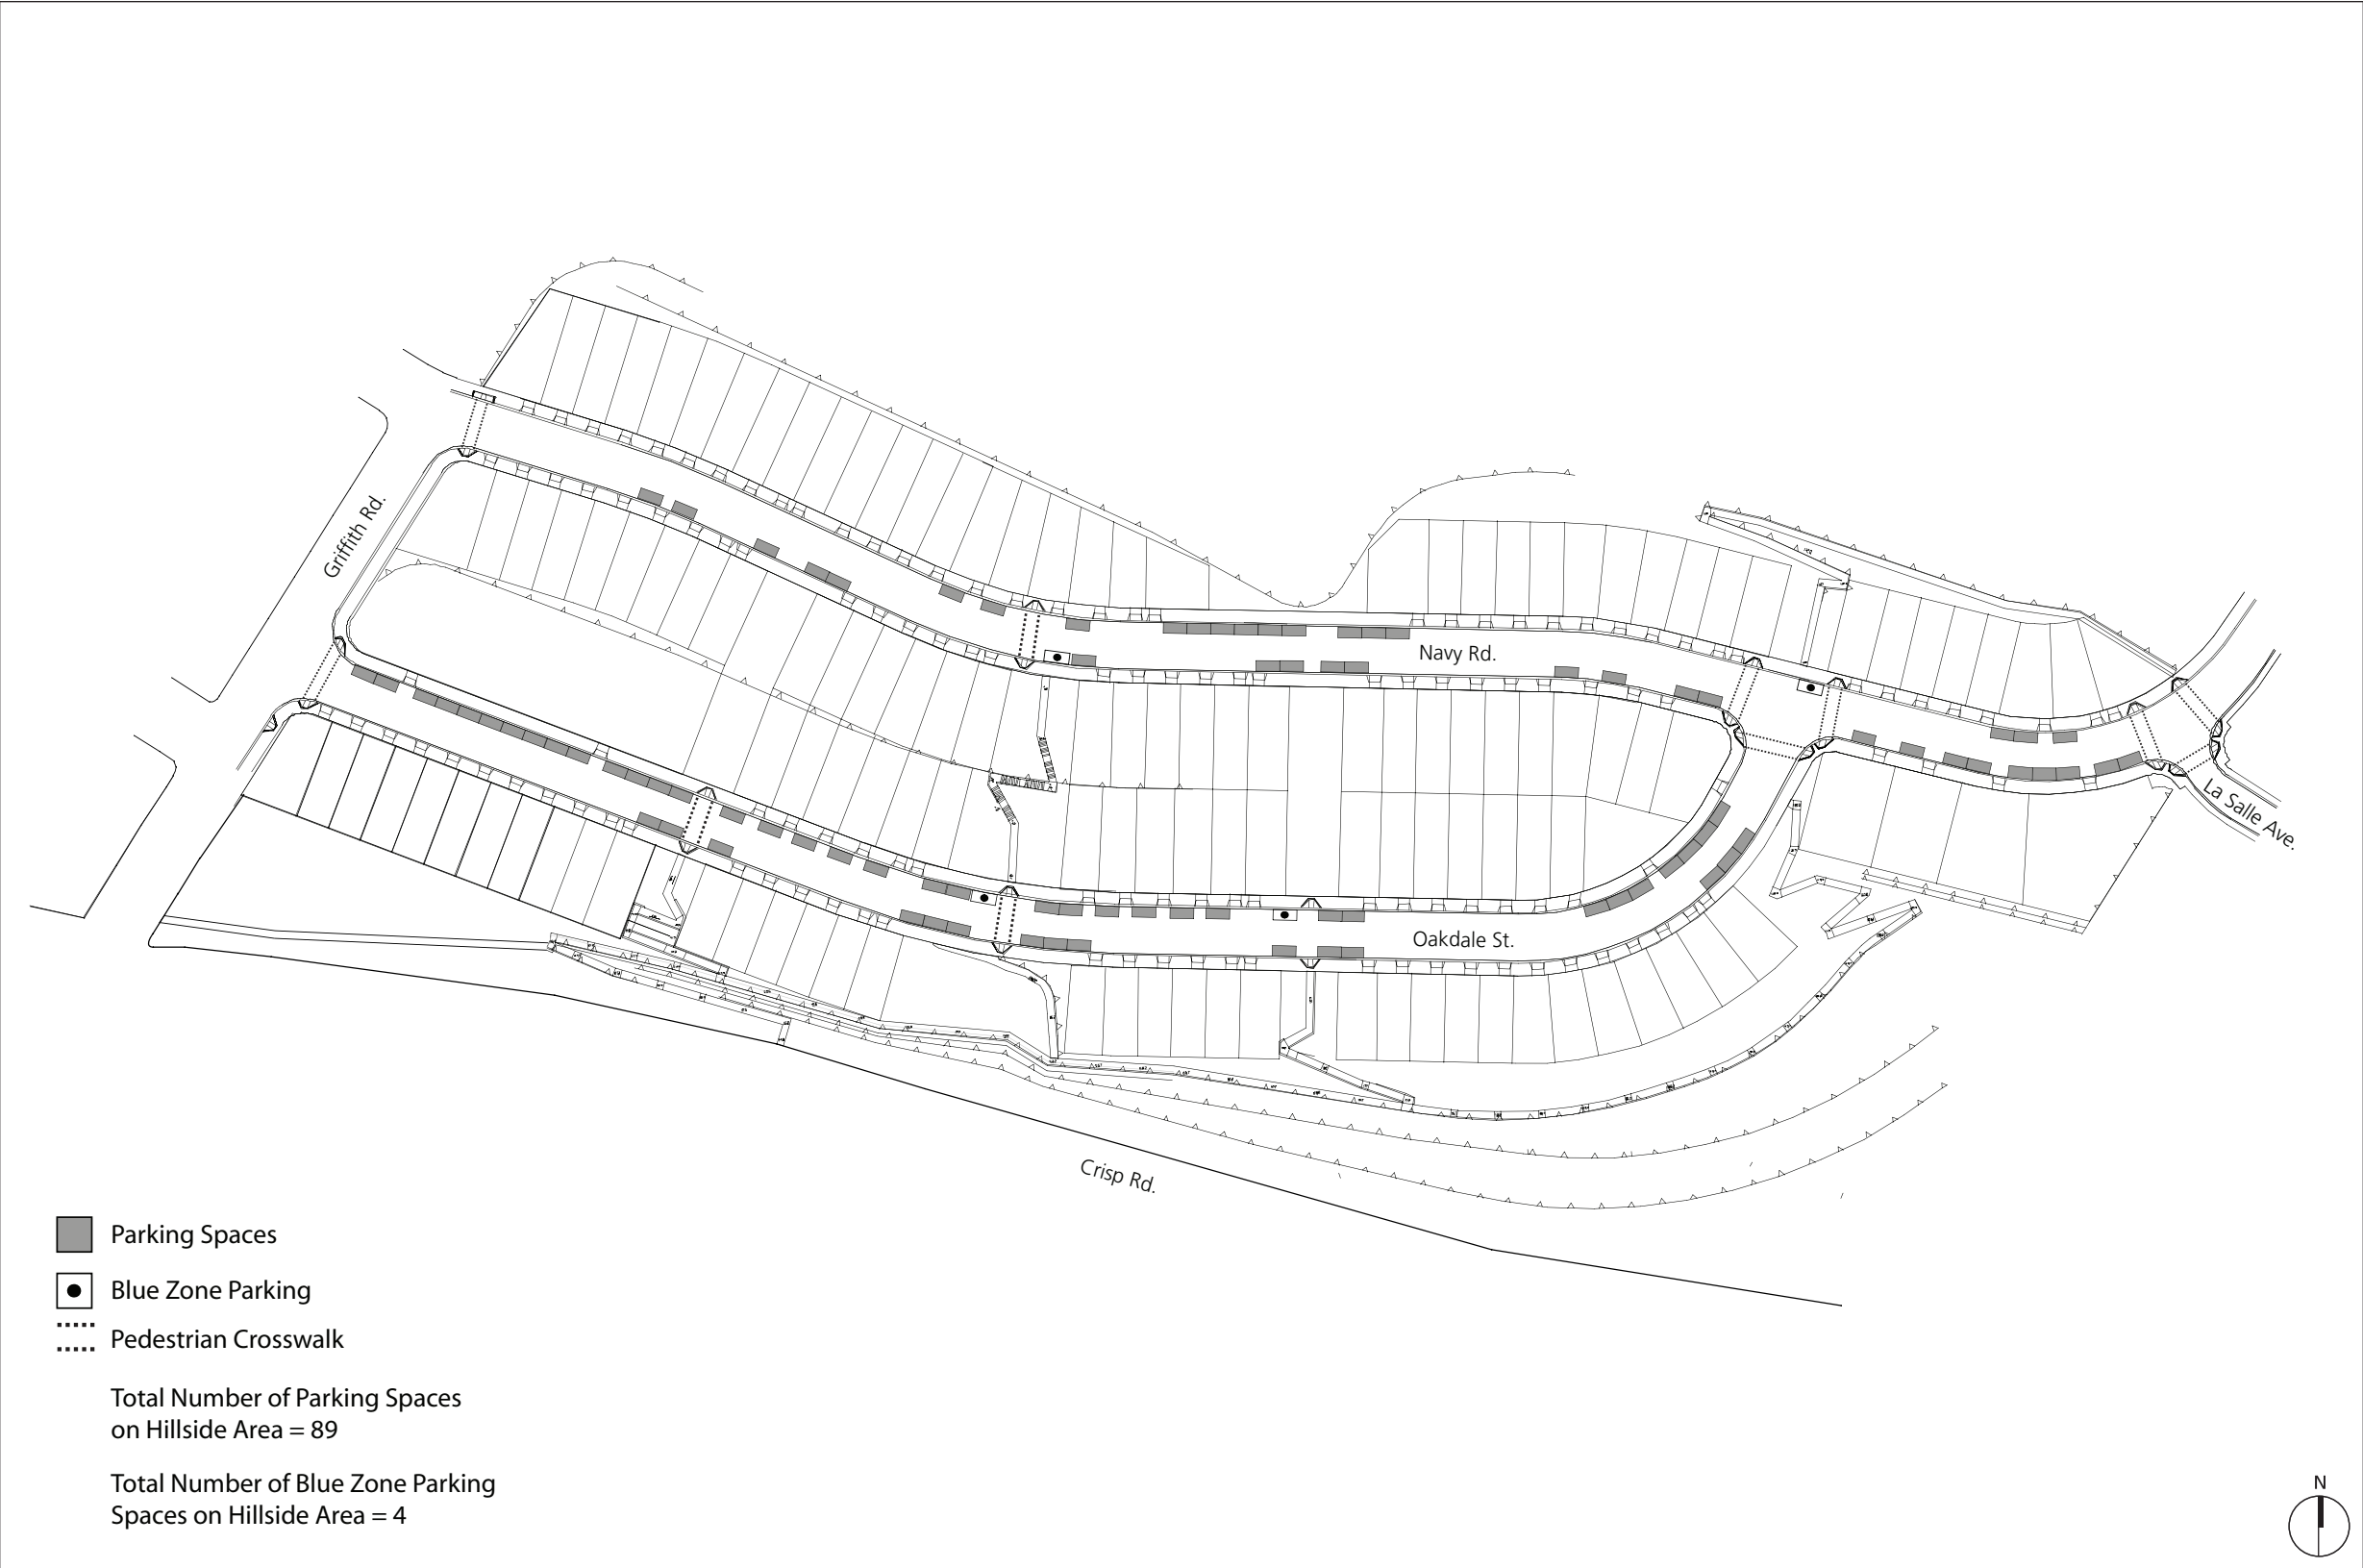 Griffith Rd.
Navy Rd.
La Salle Ave.
Oakdale St.
Crisp Rd.
Parking Spaces
Blue Zone Parking
Pedestrian Crosswalk
Total Number of Parking Spaces
on Hillside Area = 89
Total Number of Blue Zone Parking
Spaces on Hillside Area = 4
N